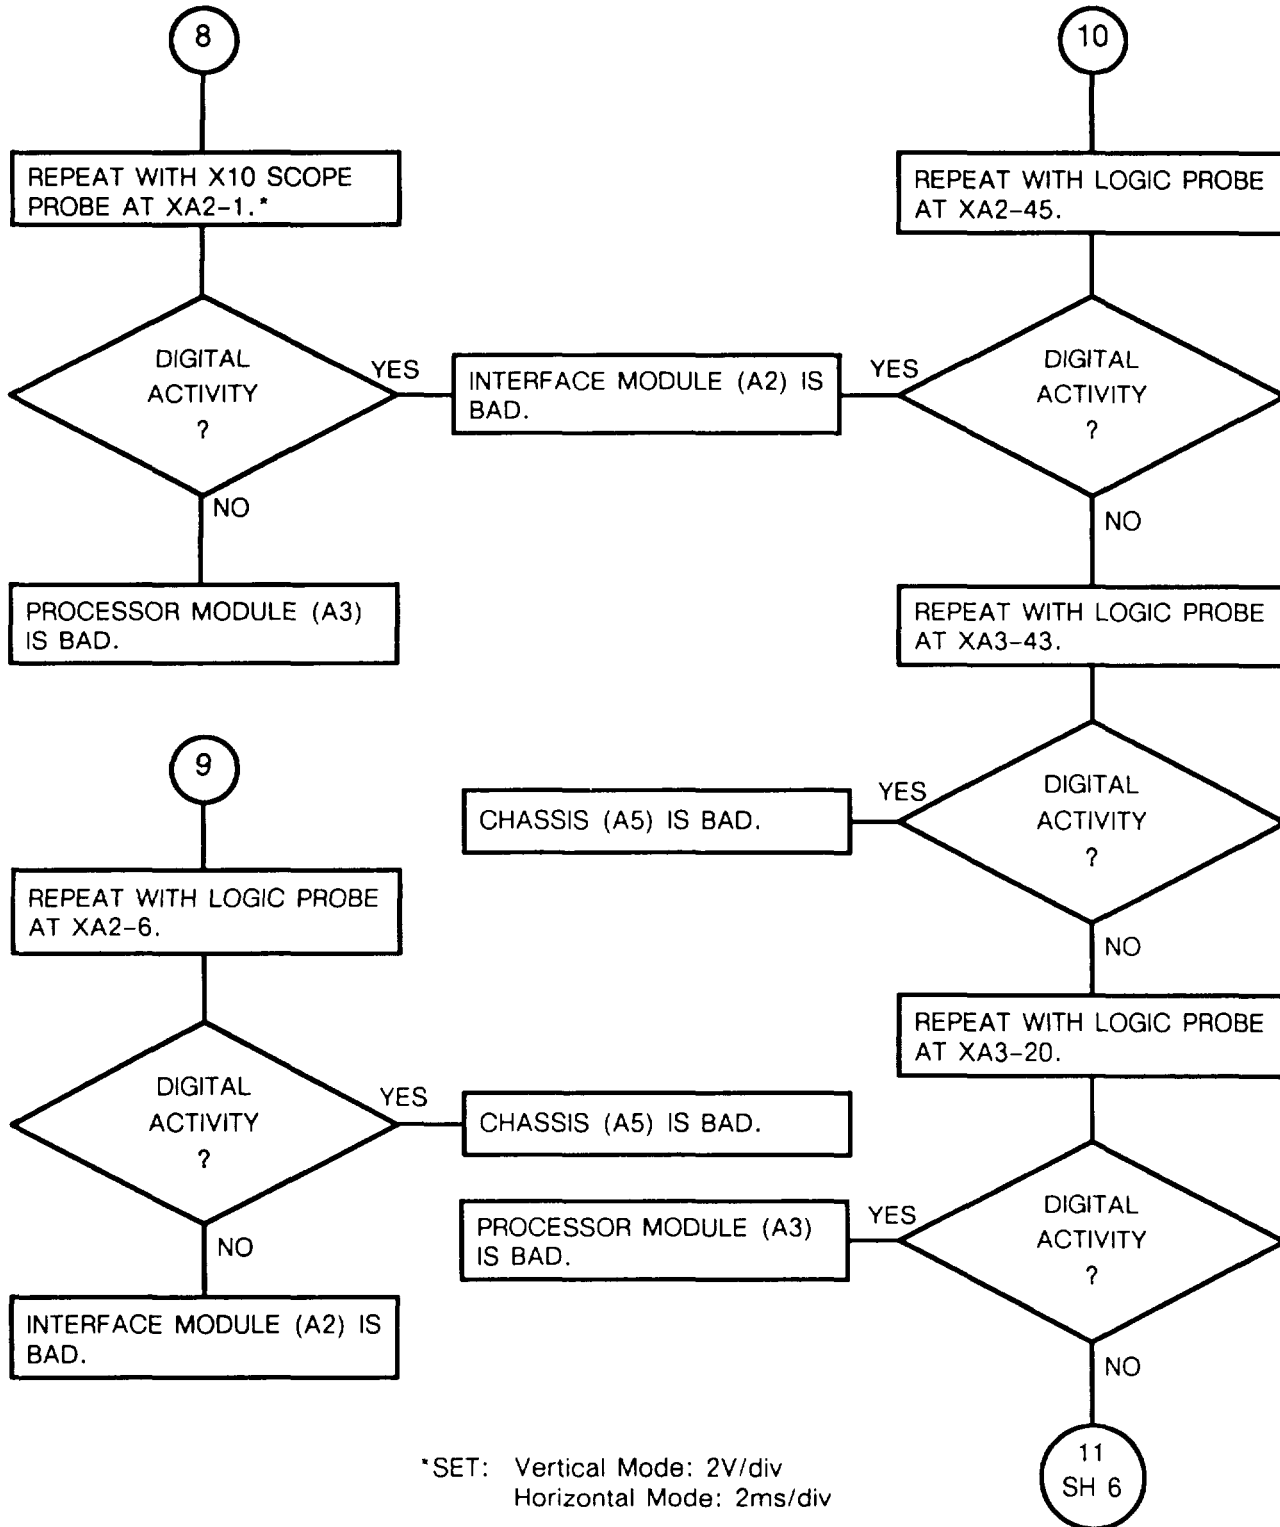 8
REPEAT WITH X10 SCOPE
PROBE AT XA2-1.*
DIGITAL
ACTIVITY
?
YES
NO
PROCESSOR MODULE (A3)
IS BAD.
INTERFACE MODULE (A2) IS
BAD.
10
REPEAT WITH LOGIC PROBE
AT XA2-45.
YES
DIGITAL
ACTIVITY
?
NO
REPEAT WITH LOGIC PROBE
AT XA3-43.
DIGITAL
ACTIVITY
?
YES
CHASSIS (A5) IS BAD.
NO
REPEAT WITH LOGIC PROBE
AT XA3-20.
DIGITAL
ACTIVITY
?
YES
PROCESSOR MODULE (A3)
IS BAD.
NO
11
SH 6
9
REPEAT WITH LOGIC PROBE
AT XA2-6.
DIGITAL
ACTIVITY
?
YES
CHASSIS (A5) IS BAD.
NO
INTERFACE MODULE (A2) IS
BAD.
*SET: Vertical Mode: 2V/div
Horizontal Mode: 2ms/div